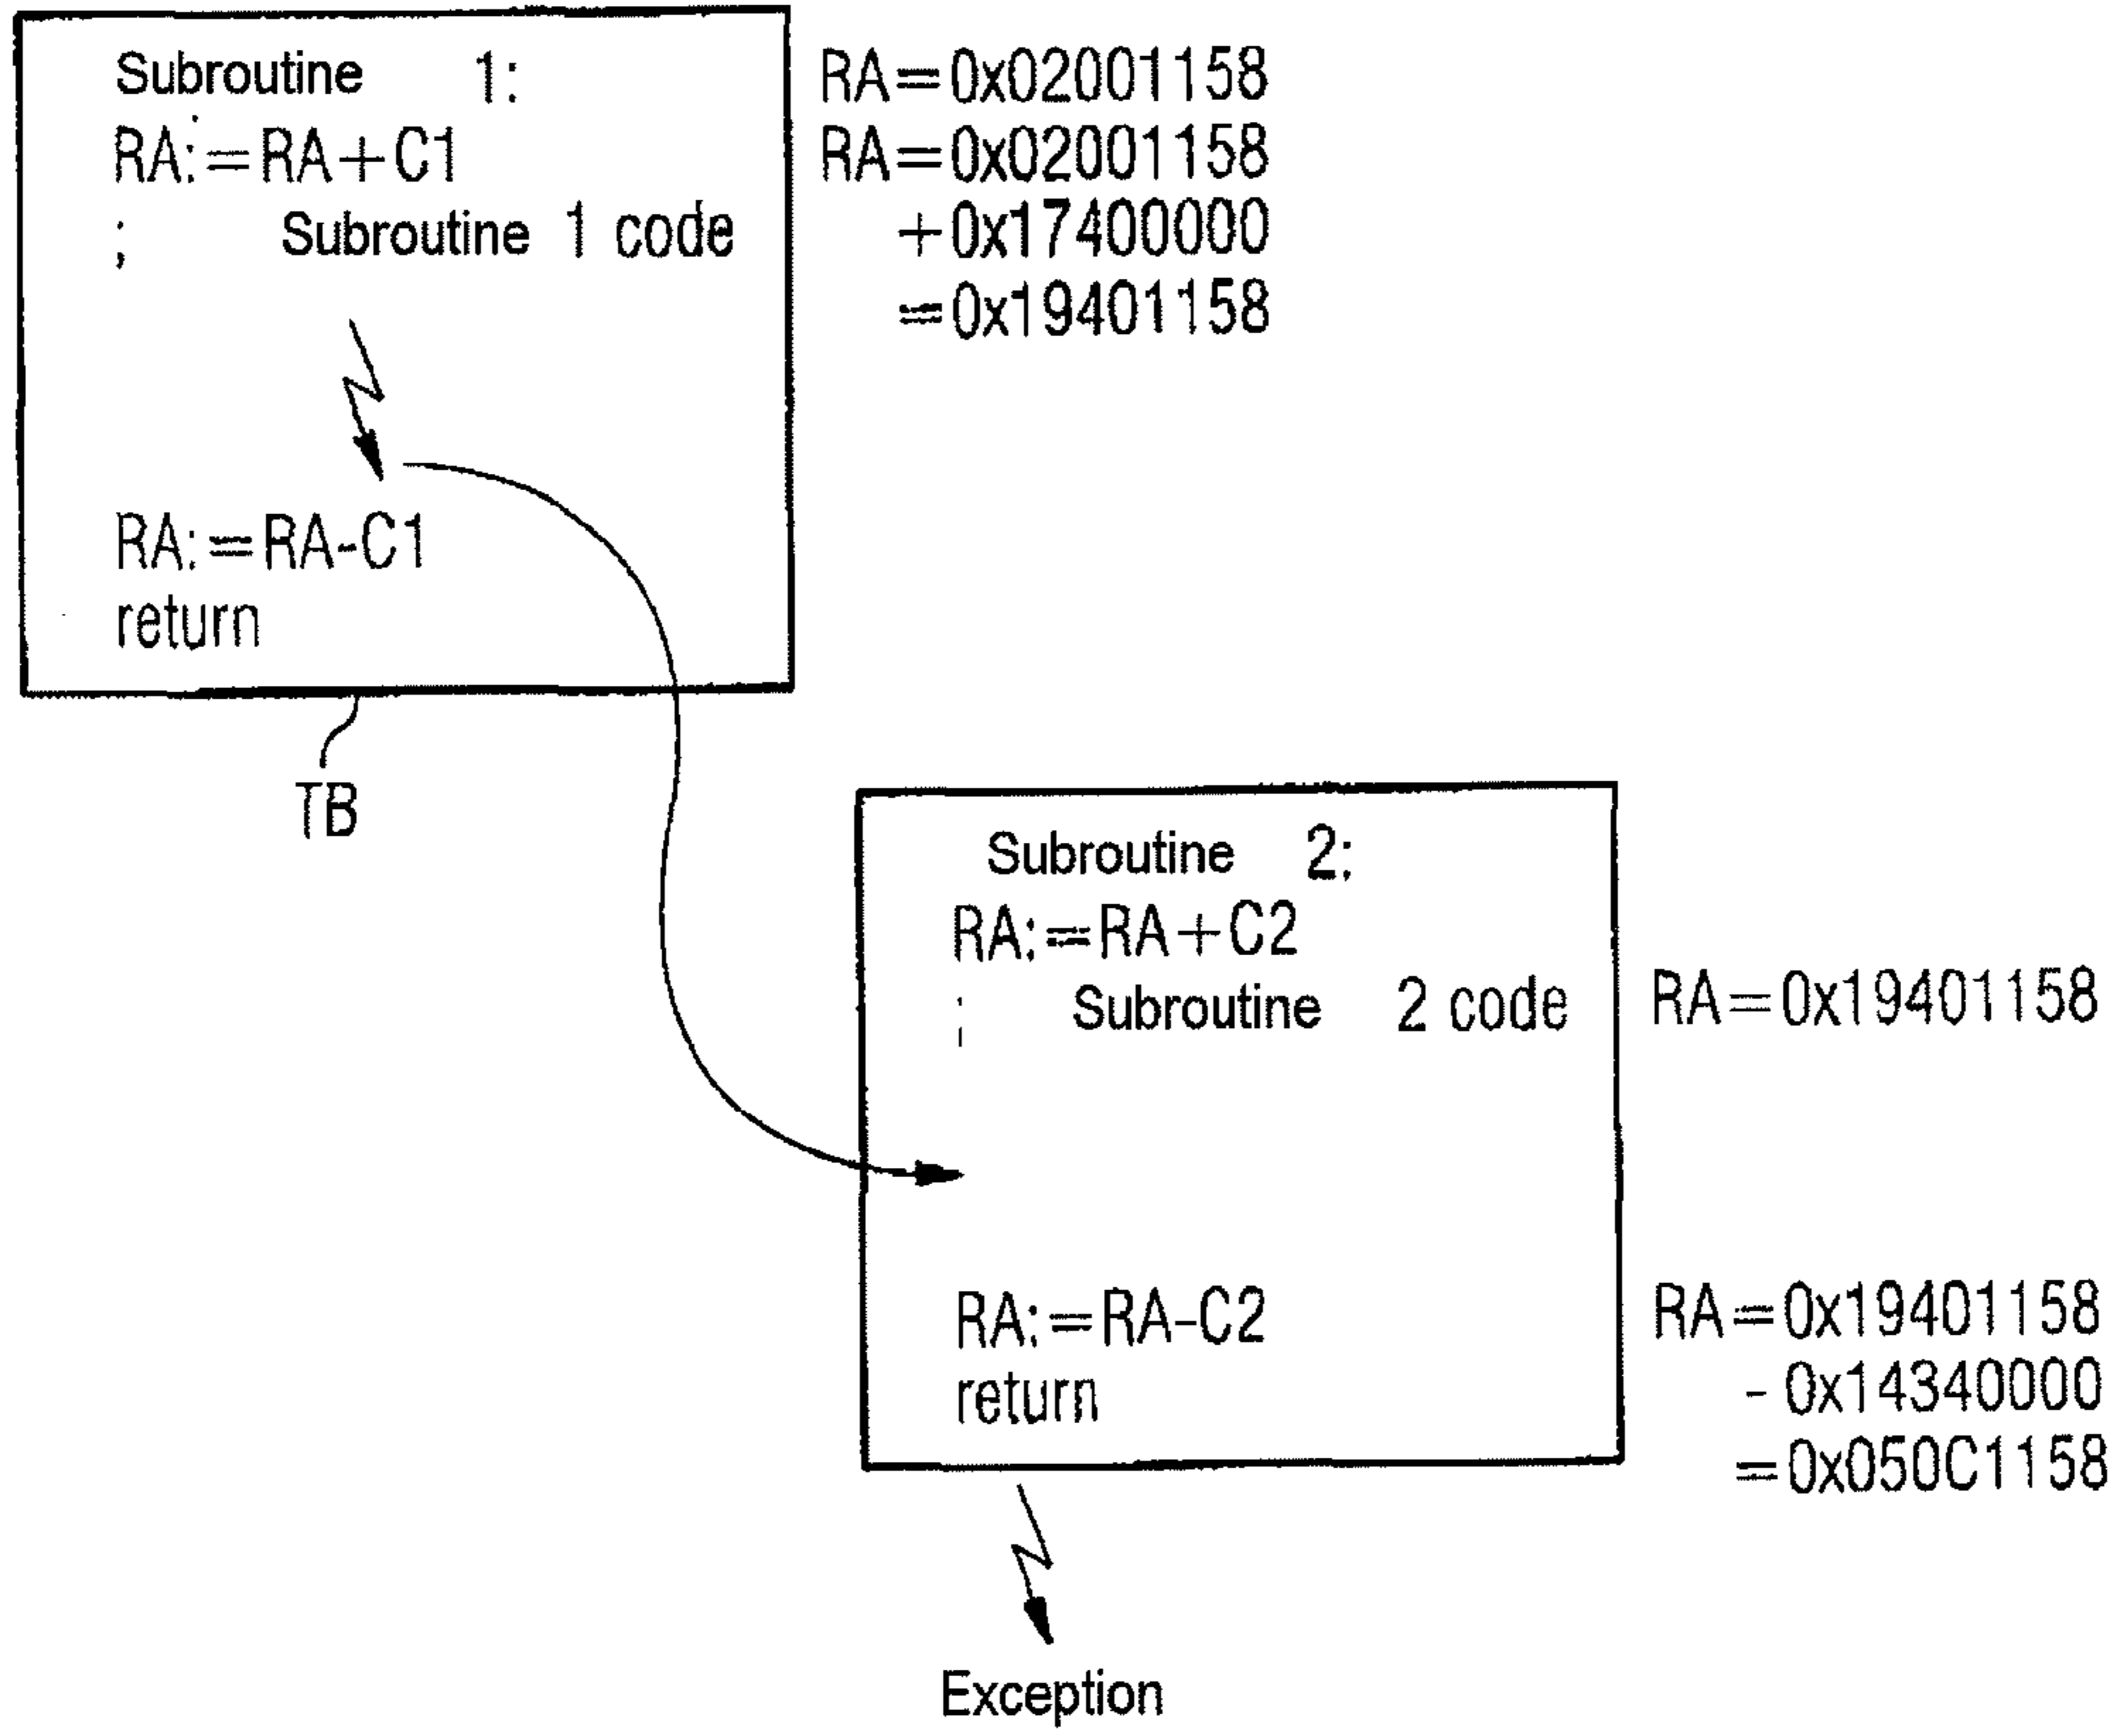 Subroutine 1:
RA:=RA+C1
; Subroutine 1 code
RA:=RA-C1
return
RA=0x02001158
RA=0x02001158
+0x17400000
=0x19401158
TB
Subroutine 2:
RA:=RA+C2
: Subroutine 2 code
RA:=RA-C2
return
RA=0x19401158
RA=0x19401158
- 0x14340000
=0x050C1158
Exception